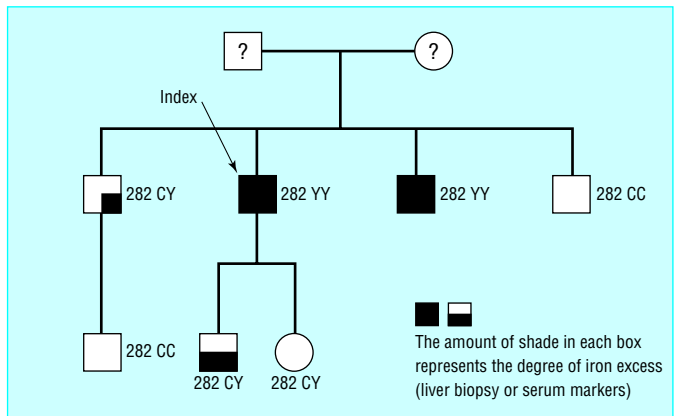 ? ?
Index
282 CY 282 YY 282 YY 282 CC
282 CC
282 CY 282 CY
The amount of shade in each box
represents the degree of iron excess
(liver biopsy or serum markers)